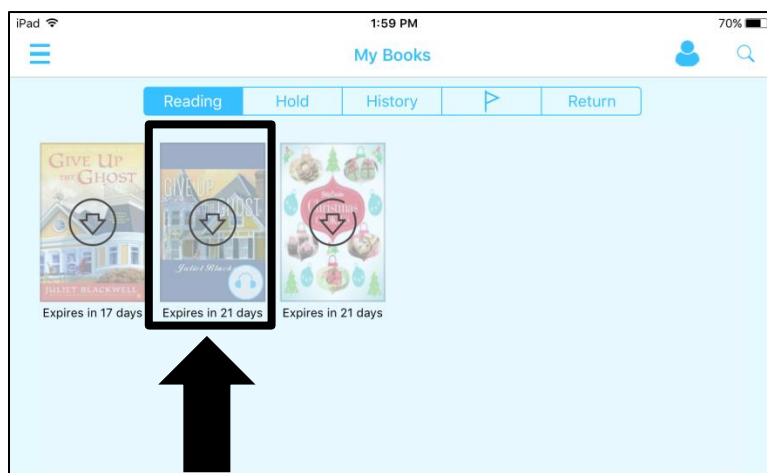 iPad 1:59 PM 70%
My Books
Reading Hold History Return
GIVE UP
THE GHOST
JULIET BLACKWELL
GIVE UP
THE GHOST
Juliet Black
Christmas
Expires in 17 days Expires in 21 days Expires in 21 days